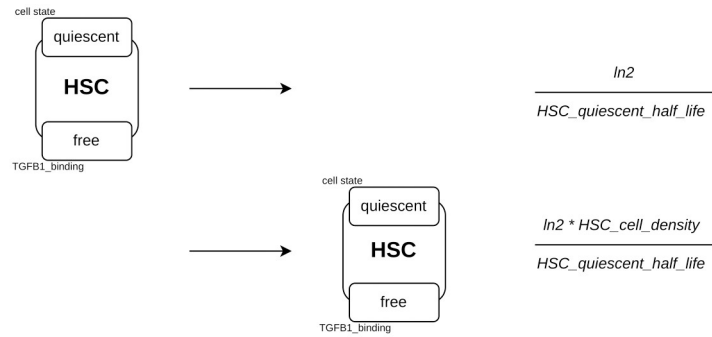 cell state
quiescent
HSC
free
TGFB1_binding
ln2
HSC_quiescent_half_life
cell state
quiescent
HSC
free
TGFB1_binding
ln2 * HSC_cell_density
HSC_quiescent_half_life